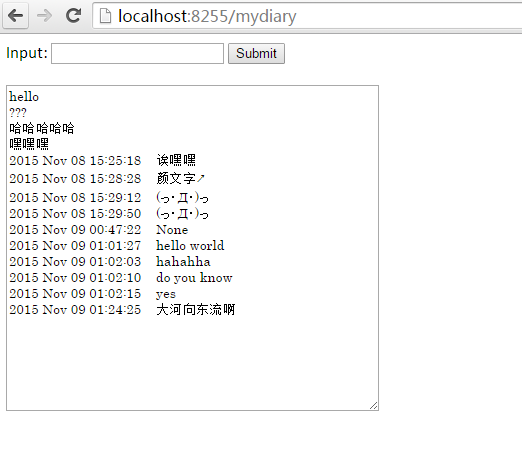 localhost:8255/mydiary
Input: Submit
hello
???
哈哈哈哈哈
嘿嘿嘿
2015 Nov 08 15:25:18 诶嘿嘿
2015 Nov 08 15:28:28 颜文字↗
2015 Nov 08 15:29:12 (っ･Д･)っ
2015 Nov 08 15:29:50 (っ･Д･)っ
2015 Nov 09 00:47:22 None
2015 Nov 09 01:01:27 hello world
2015 Nov 09 01:02:03 hahahha
2015 Nov 09 01:02:10 do you know
2015 Nov 09 01:02:15 yes
2015 Nov 09 01:24:25 大河向东流啊